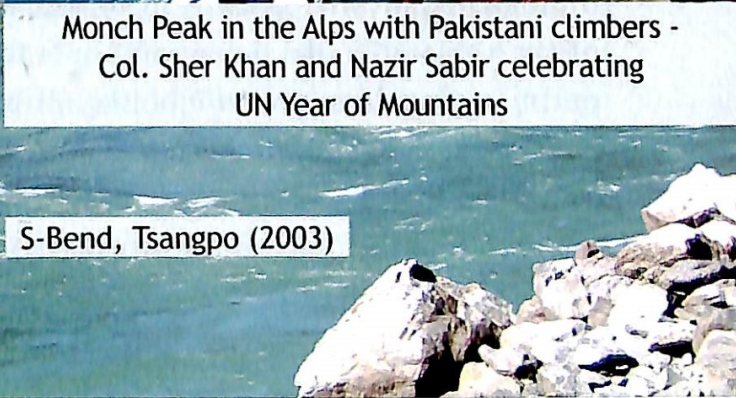 Monch Peak in the Alps with Pakistani climbers -
Col. Sher Khan and Nazir Sabir celebrating
UN Year of Mountains
S-Bend, Tsangpo (2003)